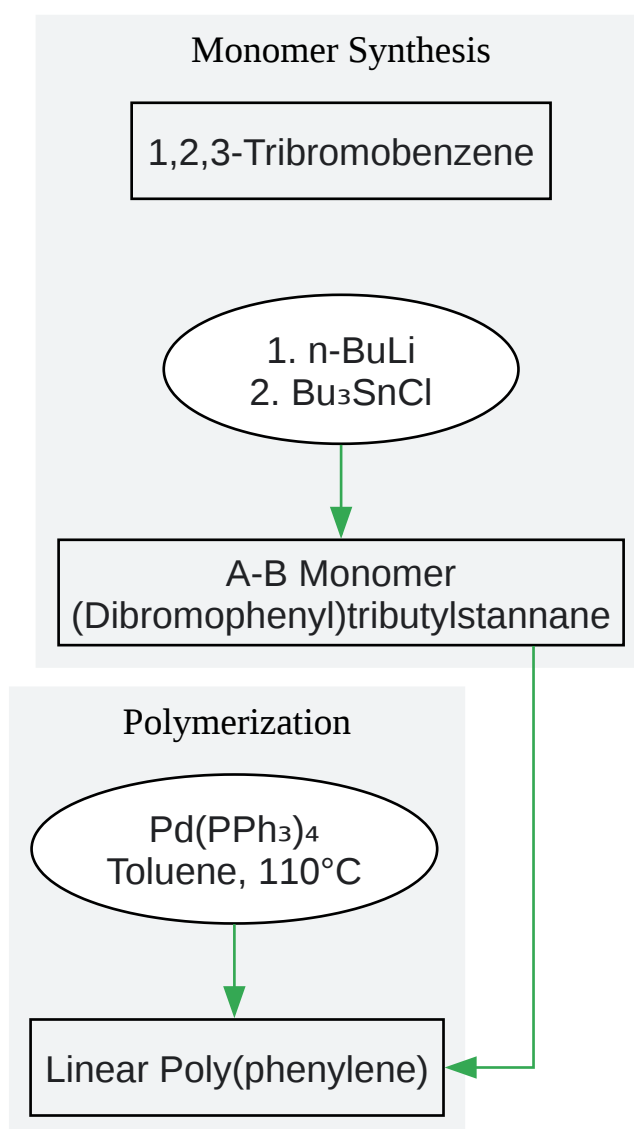 Monomer Synthesis
1,2,3-Tribromobenzene
1. n-BuLi
2. Bu₃SnCl
A-B Monomer
(Dibromophenyl)tributylstannane
Polymerization
Pd(PPh₃)₄
Toluene, 110°C
Linear Poly(phenylene)